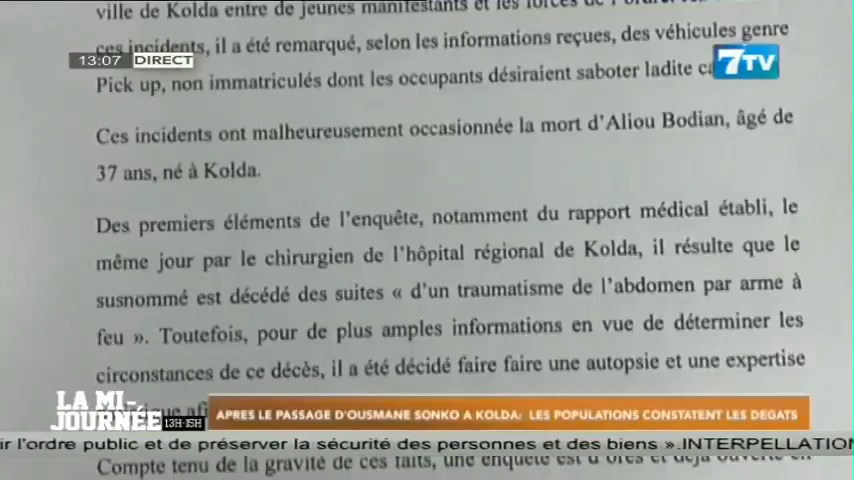 ville de Kolda entre de jeunes manifestants et les forces de l'ordre.
ces incidents, il a été remarqué, selon les informations reçues, des véhicules genre
13:07 DIRECT
7TV
Pick up, non immatriculés dont les occupants désiraient saboter ladite
Ces incidents ont malheureusement occasionnée la mort d'Aliou Bodian, âgé de
37 ans, né à Kolda.
Des premiers éléments de l'enquête, notamment du rapport médical établi, le
même jour par le chirurgien de l'hôpital régional de Kolda, il résulte que le
susnommé est décédé des suites « d'un traumatisme de l'abdomen par arme à
feu ». Toutefois, pour de plus amples informations en vue de déterminer les
circonstances de ce décès, il a été décidé faire faire une autopsie et une expertise
LA MI-
JOURNÉE 13H-15H
APRES LE PASSAGE D'OUSMANE SONKO A KOLDA: LES POPULATIONS CONSTATENT LES DEGATS
ir l'ordre public et de préserver la sécurité des personnes et des biens ».INTERPELLATION
Compte tenu de la gravité de ces faits, une enquête est d'ores et déjà ouverte en